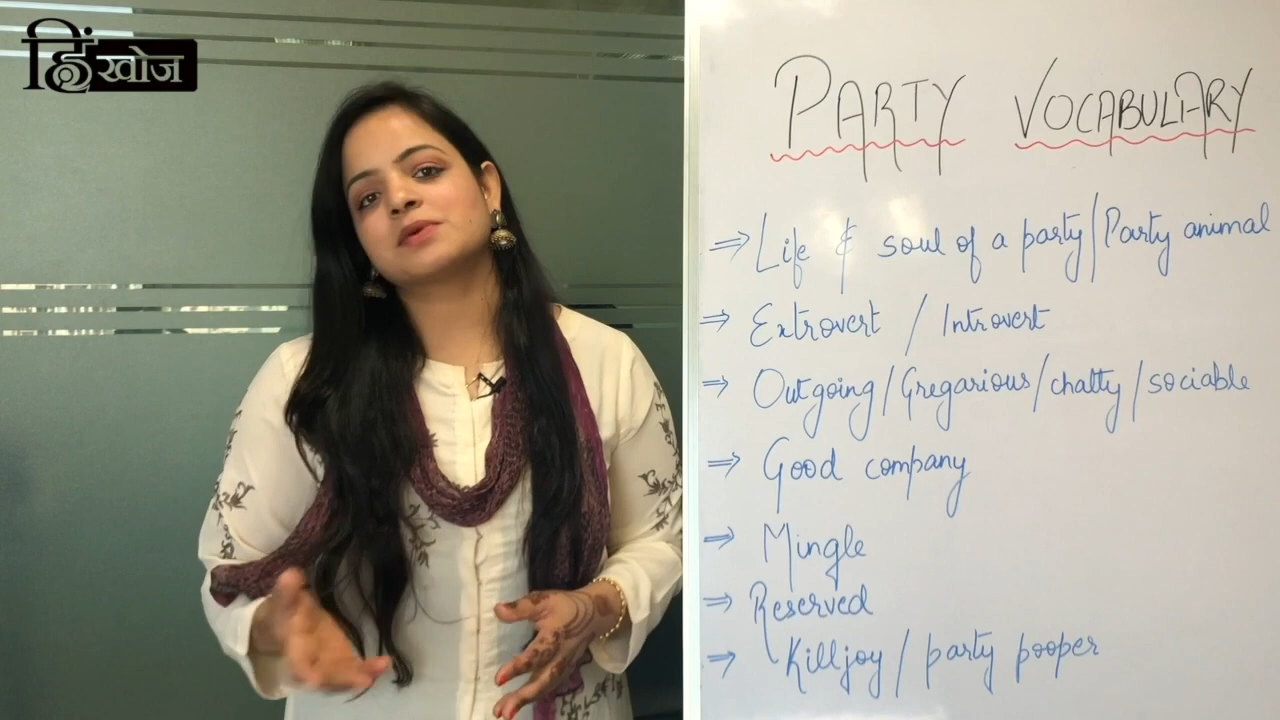 हिंखोज
PARTY VOCABULARY
⇒ Life & soul of a party/Party animal
⇒ Extrovert / Introvert
⇒ Outgoing/Gregarious/chatty/sociable
⇒ Good company
⇒ Mingle
⇒ Reserved
⇒ Killjoy/party pooper